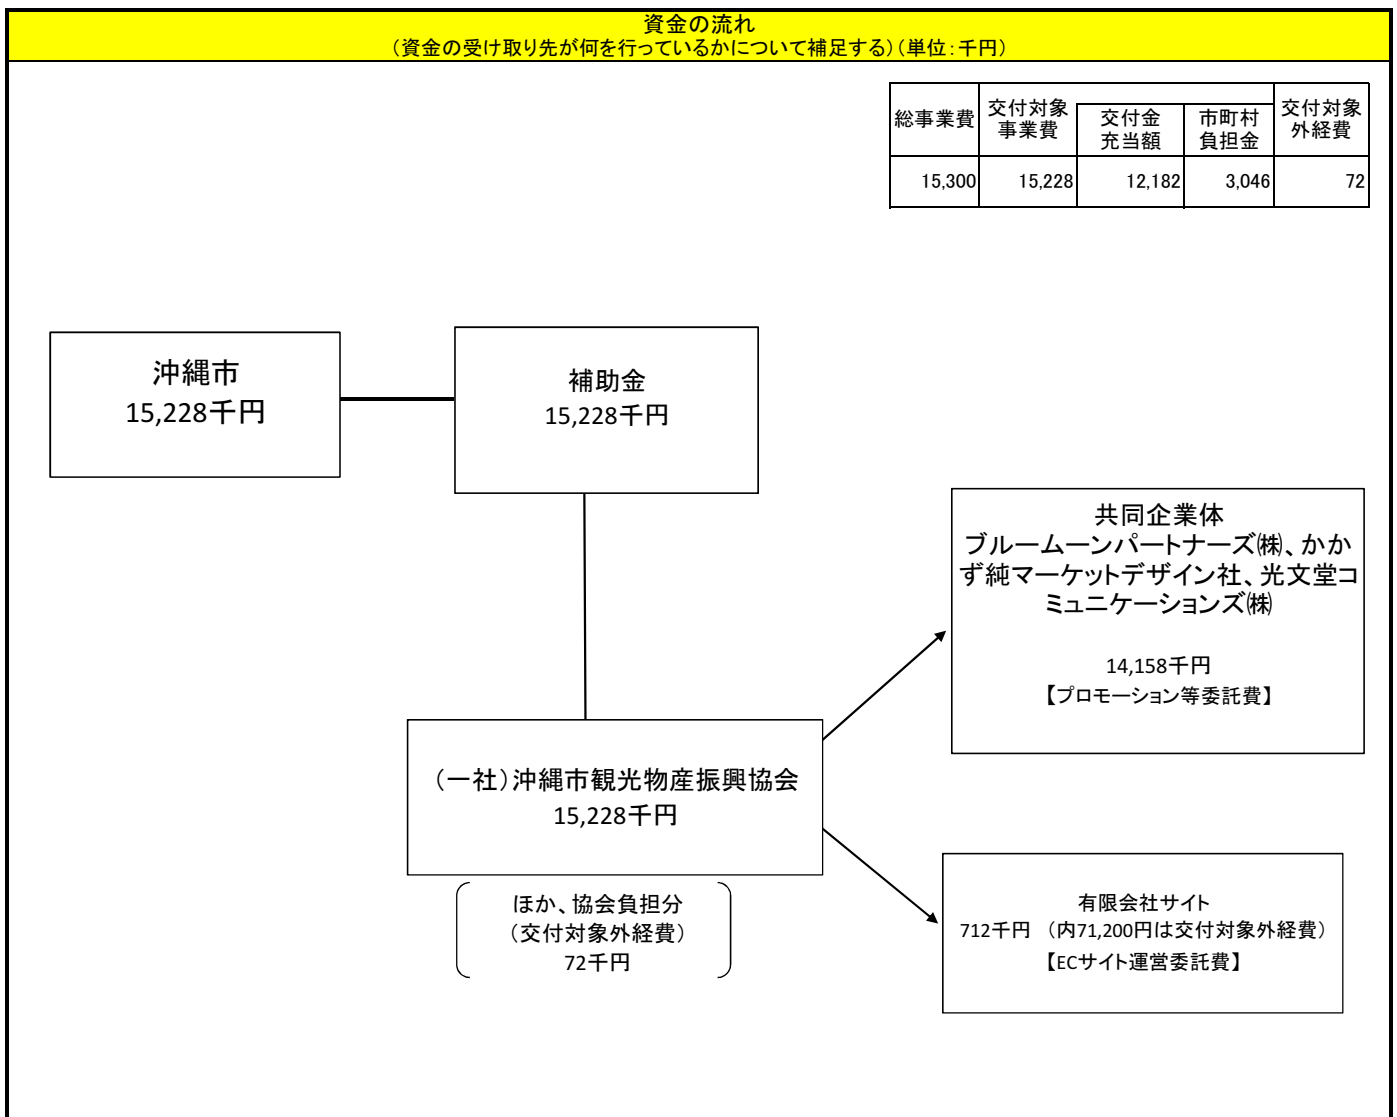 資金の流れ
（資金の受け取り先が何を行っているかについて補足する）（単位：千円）
総事業費
交付対象
事業費
交付金
充当額
市町村
負担金
交付対象
外経費
15,300
15,228
12,182
3,046
72
沖縄市
15,228千円
補助金
15,228千円
共同企業体
ブルームーンパートナーズ㈱、かか
ず純マーケットデザイン社、光文堂コ
ミュニケーションズ㈱
14,158千円
【プロモーション等委託費】
（一社）沖縄市観光物産振興協会
15,228千円
ほか、協会負担分
（交付対象外経費）
72千円
有限会社サイト
712千円　（内71,200円は交付対象外経費）
【ECサイト運営委託費】